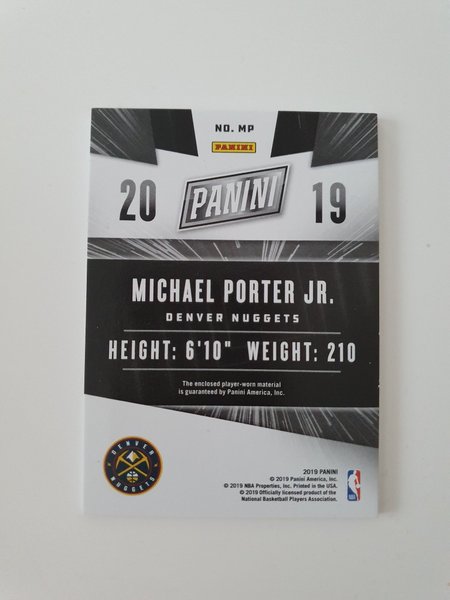 NO. MP
PANINI
20 PANINI 19
MICHAEL PORTER JR.
DENVER NUGGETS
HEIGHT: 6'10" WEIGHT: 210
The enclosed player-worn material
is guaranteed by Panini America, Inc.
DENVER
NUGGETS
2019 PANINI
© 2019 Panini America, Inc.
© 2019 NBA Properties, Inc. Printed in the USA.
© 2019 Officially licensed product of the
National Basketball Players Association.